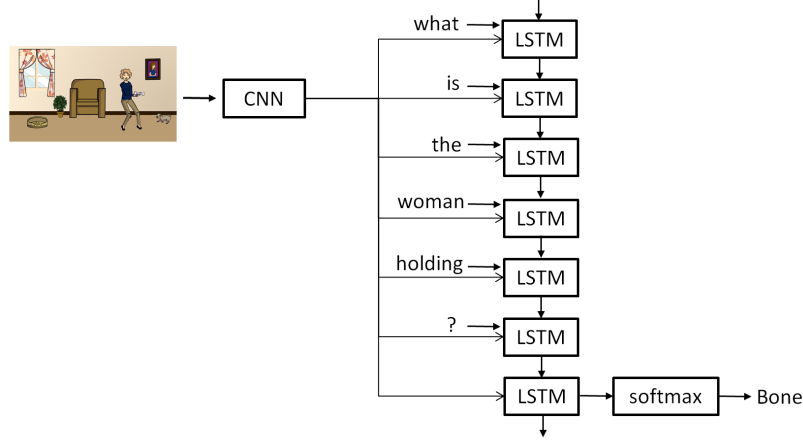 what
LSTM
is
CNN
LSTM
the
LSTM
woman
LSTM
holding
LSTM
?
LSTM
LSTM
softmax
Bone